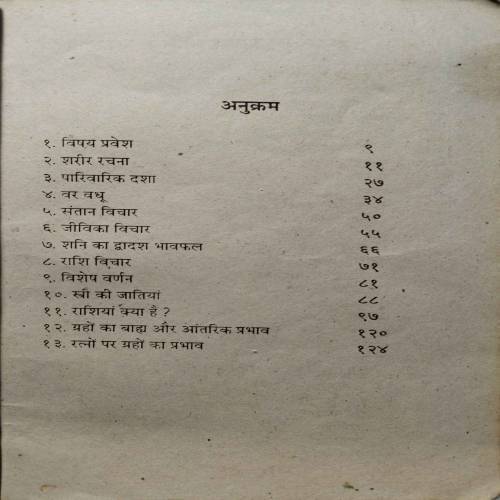 अनुक्रम
१. विषय प्रवेश ९
२. शरीर रचना ११
३. पारिवारिक दशा २७
४. वर वधू ३४
५. संतान विचार ५०
६. जीविका विचार ५५
७. शनि का द्वादश भावफल ६६
८. राशि विचार ७१
९. विशेष वर्णन ८१
१०. स्त्री की जातियां ८८
११. राशियां क्या हैं ? ९७
१२. ग्रहों का बाह्य और आंतरिक प्रभाव १२०
१३. रत्नों पर ग्रहों का प्रभाव १२४